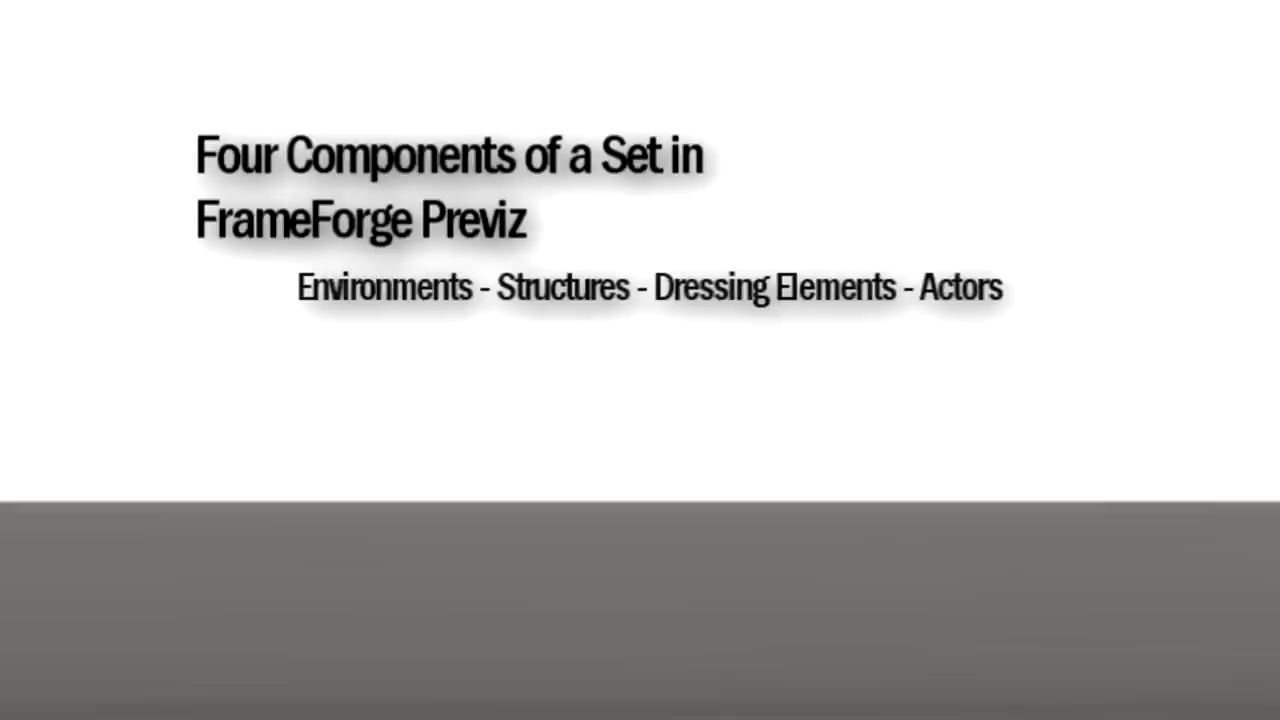 Four Components of a Set in
FrameForge Previz
Environments - Structures - Dressing Elements - Actors